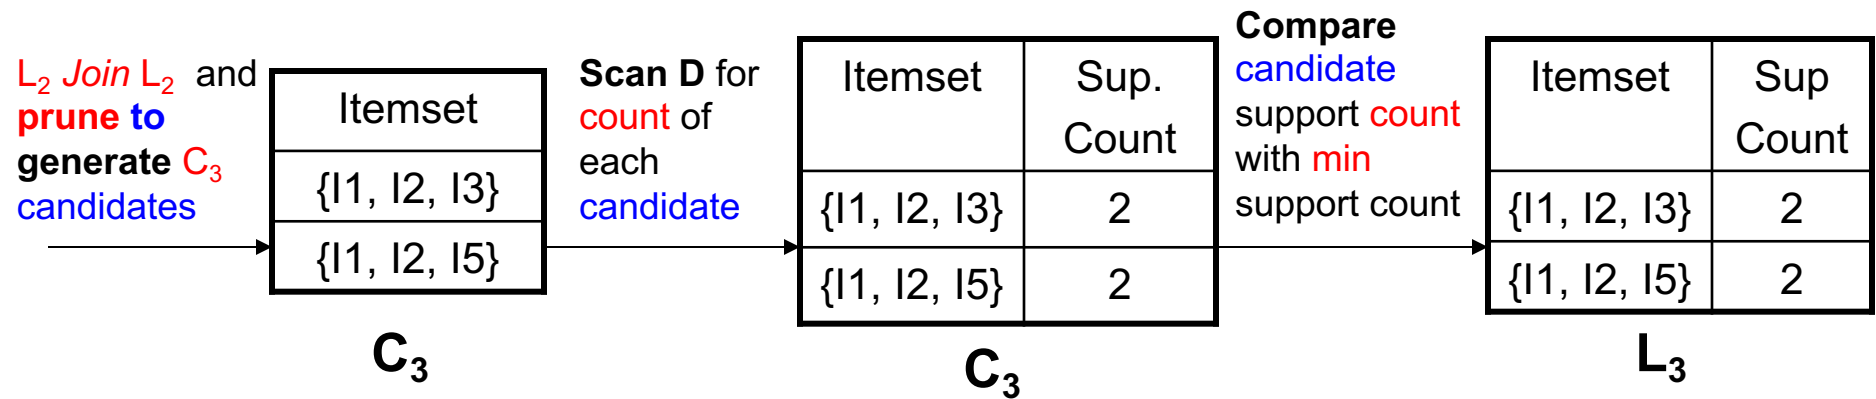 L2 Join L2 and
prune to
generate C3
candidates
Itemset
{I1, I2, I3}
{I1, I2, I5}
C3
Scan D for
count of
each
candidate
Itemset Sup.
Count
{I1, I2, I3} 2
{I1, I2, I5} 2
C3
Compare
candidate
support count
with min
support count
Itemset Sup
Count
{I1, I2, I3} 2
{I1, I2, I5} 2
L3